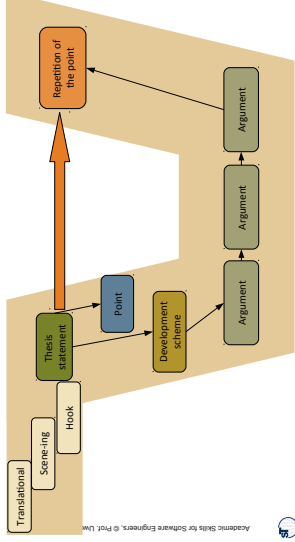 Translational
Scene-ing
Hook
Thesis
statement
Point
Development
scheme
Argument
Argument
Argument
Repetition of
the point
Academic Skills for Software Engineers, © Prof. Uw